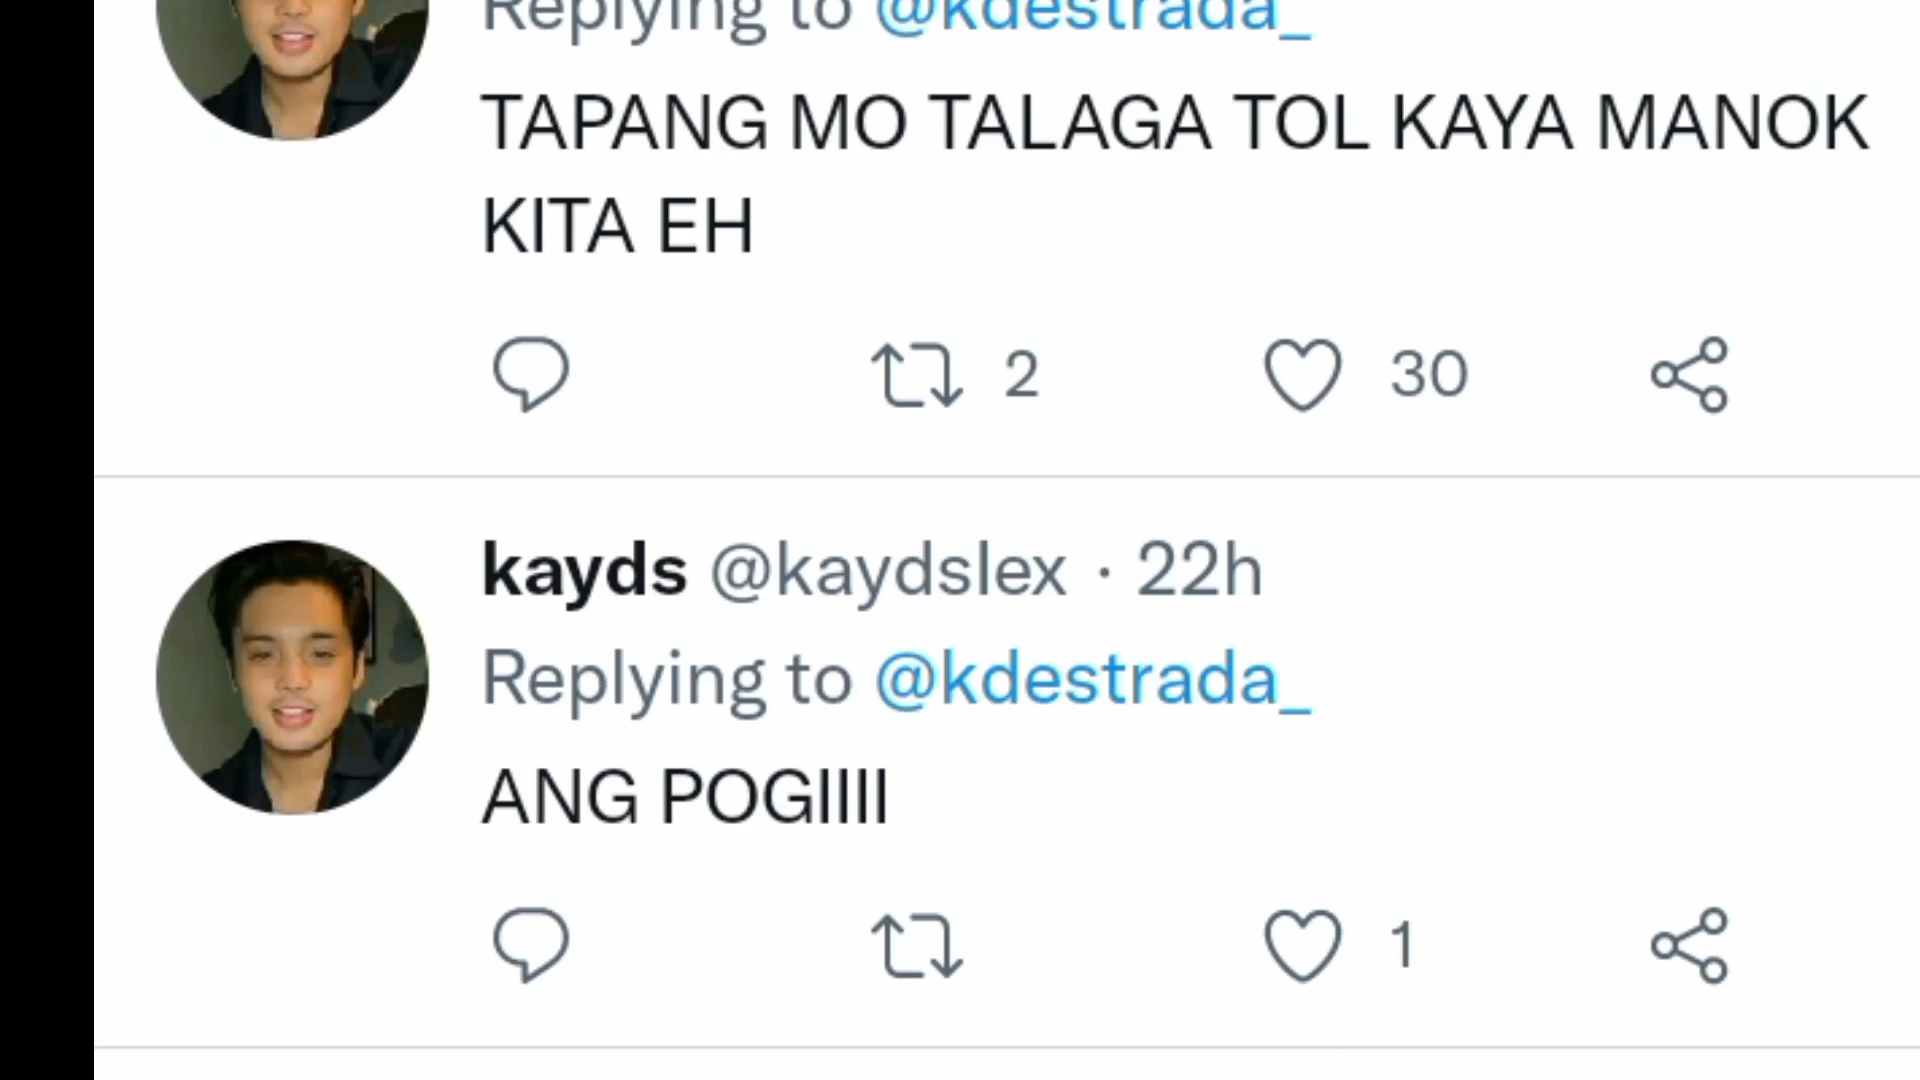 Replying to @kdestrada_
TAPANG MO TALAGA TOL KAYA MANOK
KITA EH
2 30
kayds @kaydslex · 22h
Replying to @kdestrada_
ANG POGIIII
1